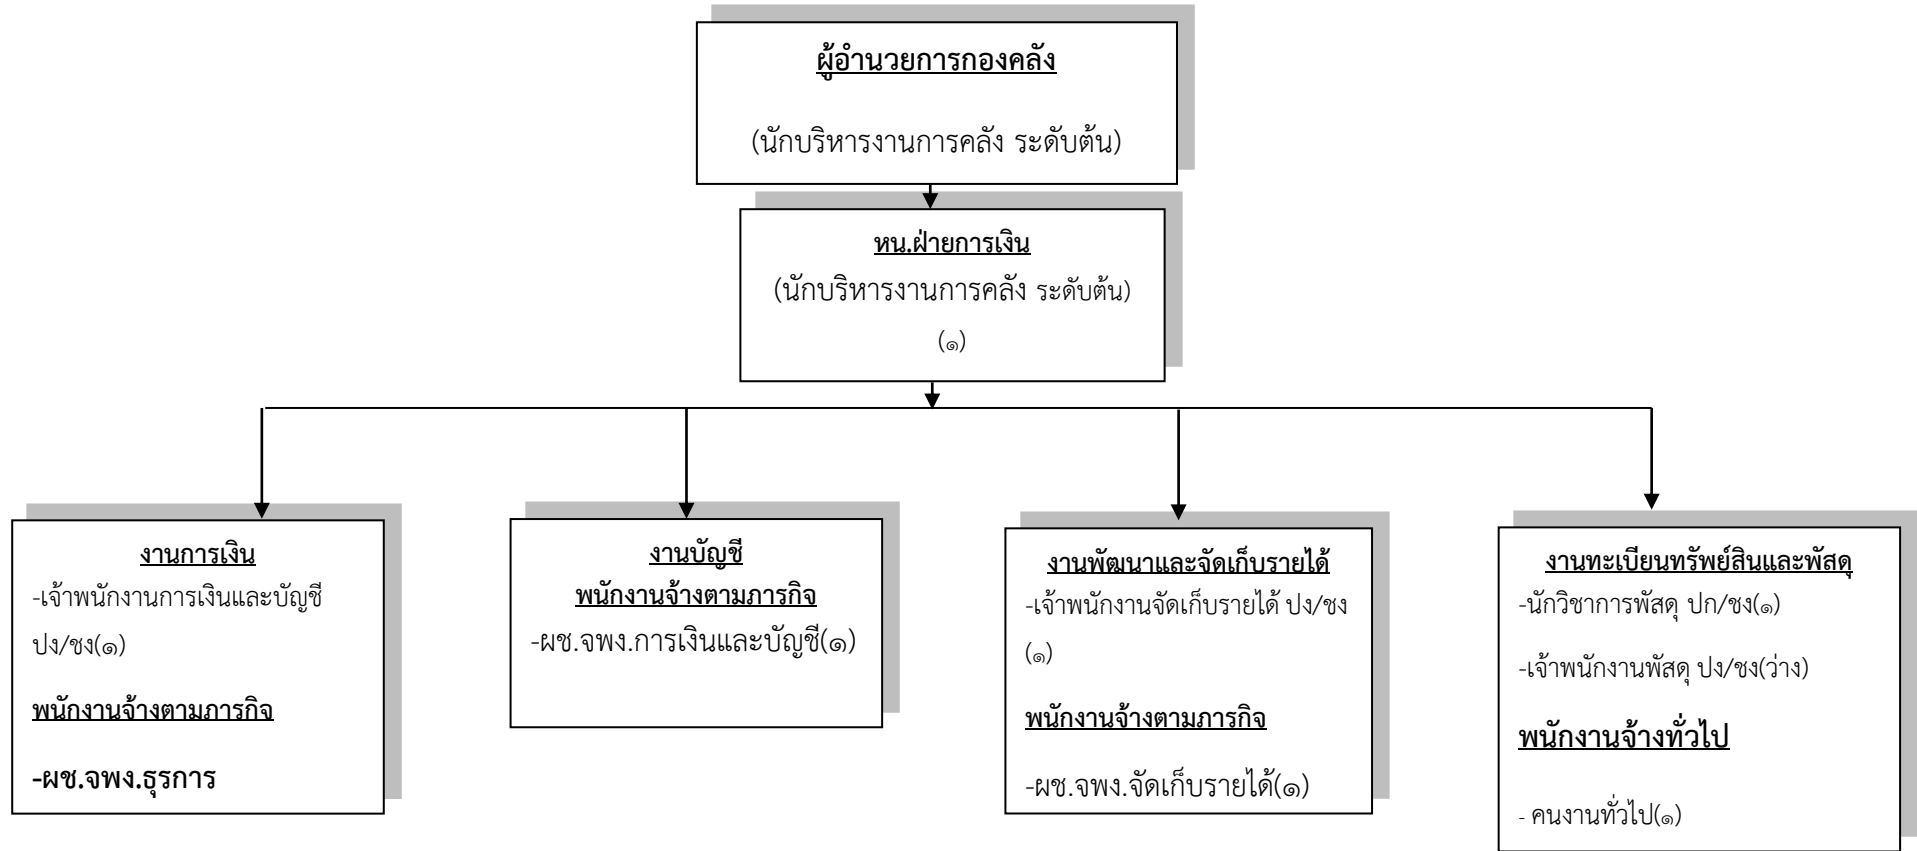 ผู้อำนวยการกองคลัง
(นักบริหารงานการคลัง ระดับต้น)
หน.ฝ่ายการเงิน
(นักบริหารงานการคลัง ระดับต้น)
(๑)
งานการเงิน
-เจ้าพนักงานการเงินและบัญชี
ปง/ชง(๑)
พนักงานจ้างตามภารกิจ
-ผช.จพง.ธุรการ
งานบัญชี
พนักงานจ้างตามภารกิจ
-ผช.จพง.การเงินและบัญชี(๑)
งานพัฒนาและจัดเก็บรายได้
-เจ้าพนักงานจัดเก็บรายได้ ปง/ชง
(๑)
พนักงานจ้างตามภารกิจ
-ผช.จพง.จัดเก็บรายได้(๑)
งานทะเบียนทรัพย์สินและพัสดุ
-นักวิชาการพัสดุ ปก/ชง(๑)
-เจ้าพนักงานพัสดุ ปง/ชง(ว่าง)
พนักงานจ้างทั่วไป
- คนงานทั่วไป(๑)